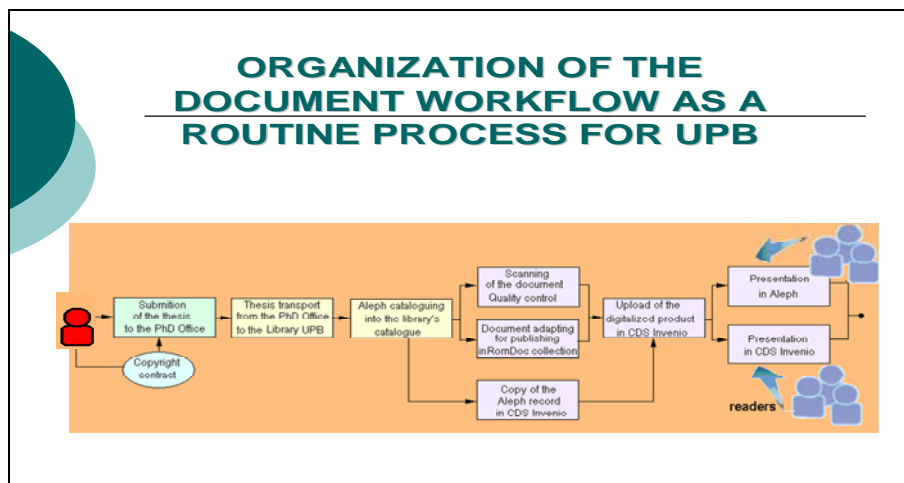 ORGANIZATION OF THE
DOCUMENT WORKFLOW AS A
ROUTINE PROCESS FOR UPB
Submition
of the thesis
to the PhD Office
Copyright
contract
Thesis transport
from the PhD Office
to the Library UPB
Aleph cataloguing
into the library's
catalogue
Scanning
of the document
Quality control
Document adapting
for publishing
inRomDoc collection
Copy of the
Aleph record
in CDS Invenio
Upload of the
digitalized product
in CDS Invenio
Presentation
in Aleph
Presentation
in CDS Invenio
readers